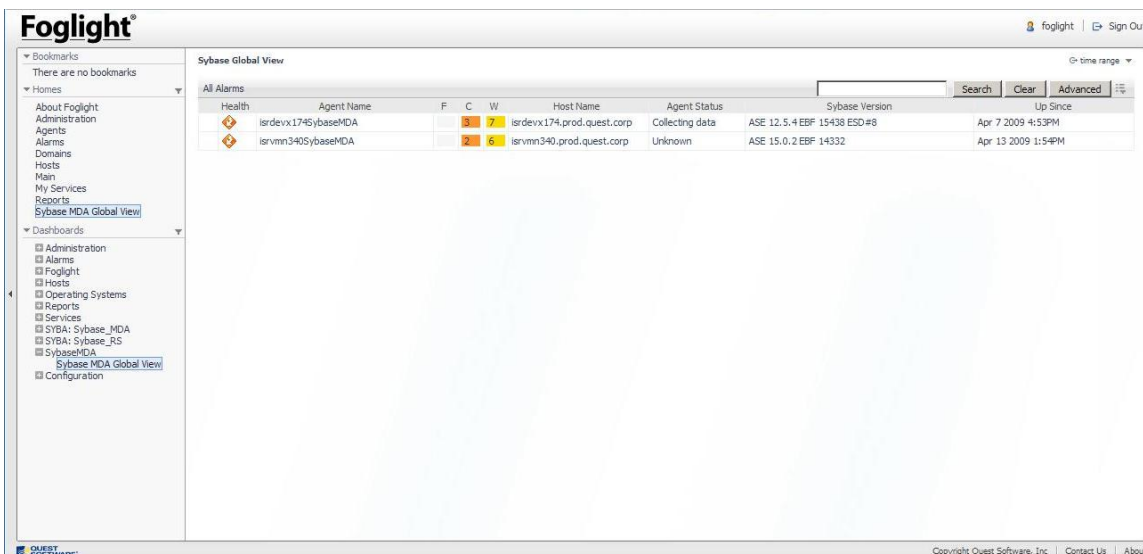 Foglight®
foglight | Sign Ou
Bookmarks
There are no bookmarks
Homes
About Foglight
Administration
Agents
Alarms
Domains
Hosts
Main
My Services
Reports
Sybase MDA Global View
Dashboards
Administration
Alarms
Foglight
Hosts
Operating Systems
Reports
Services
SYBA: Sybase_MDA
SYBA: Sybase_RS
SybaseMDA
Sybase MDA Global View
Configuration
Sybase Global View
time range
All Alarms
Search Clear Advanced
Health Agent Name F C W Host Name Agent Status Sybase Version Up Since
isrdevx174SybaseMDA 3 7 isrdevx174.prod.quest.corp Collecting data ASE 12.5.4 EBF 15438 ESD#8 Apr 7 2009 4:53PM
isrvmn340SybaseMDA 2 6 isrvmn340.prod.quest.corp Unknown ASE 15.0.2 EBF 14332 Apr 13 2009 1:54PM
QUEST
SOFTWARE®
Copyright Quest Software, Inc | Contact Us | Abou